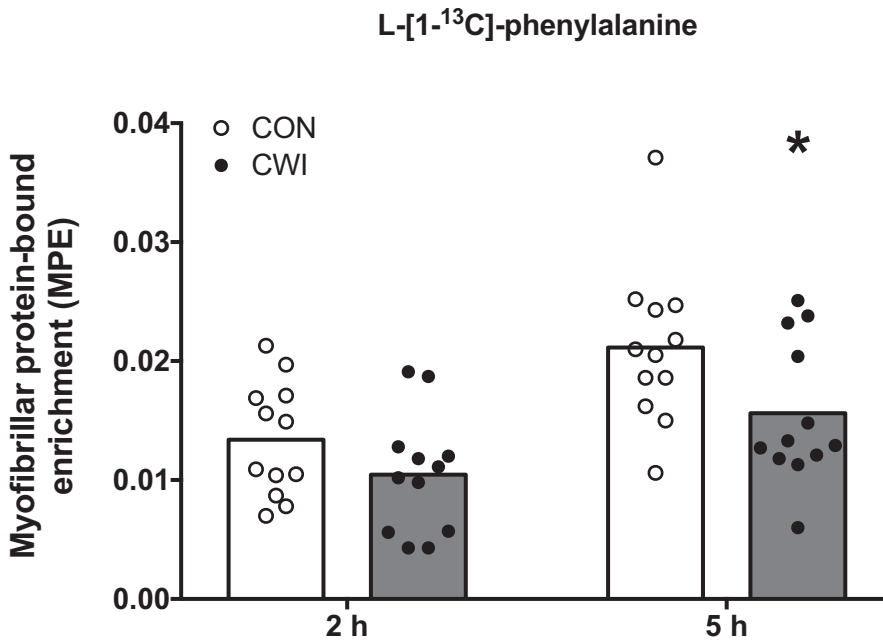 L-[1-¹³C]-phenylalanine
Myofibrillar protein-bound
enrichment (MPE)
0.04
0.03
0.02
0.01
0.00
CON
CWI
*
2 h
5 h